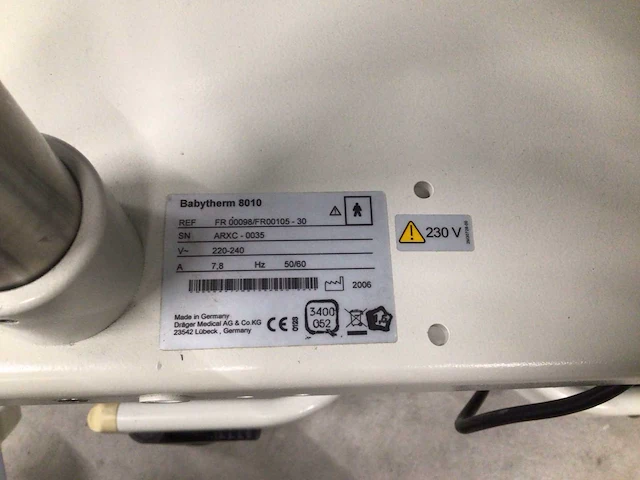 Babytherm 8010
REF FR 00098/FR00105 - 30
SN ARXC - 0035
V~ 220-240
A 7,8 Hz 50/60
2006
Made in Germany
Dräger Medical AG & Co.KG
23542 Lübeck , Germany
CE 0123
3400
052
230 V